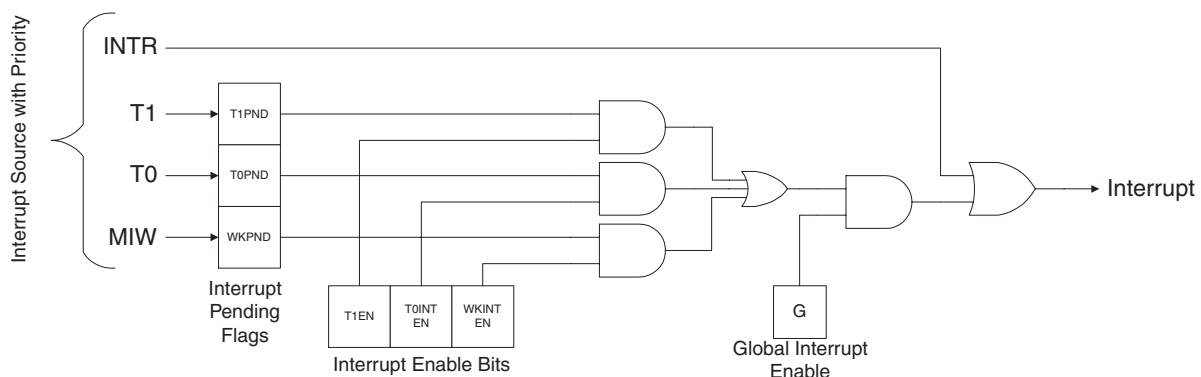 Interrupt Source with Priority
INTR
T1
T1PND
T0
T0PND
MIW
WKPND
Interrupt
Pending
Flags
T1EN
T0INT
EN
WKINT
EN
Interrupt Enable Bits
G
Global Interrupt
Enable
Interrupt